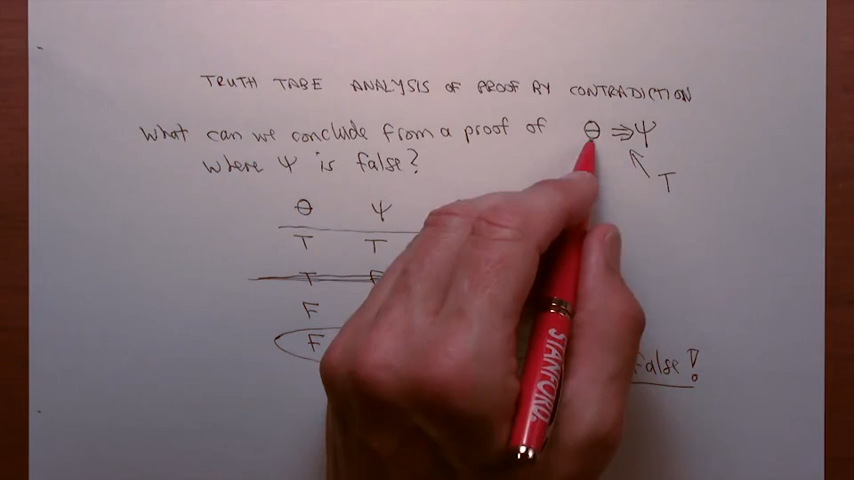 TRUTH TABE ANALYSIS OF PROOF BY CONTRADICTION
What can we conclude from a proof of θ ⇒ ψ
where ψ is false?
T
θ ψ
T T
T F
F
F
False!
STANFORD